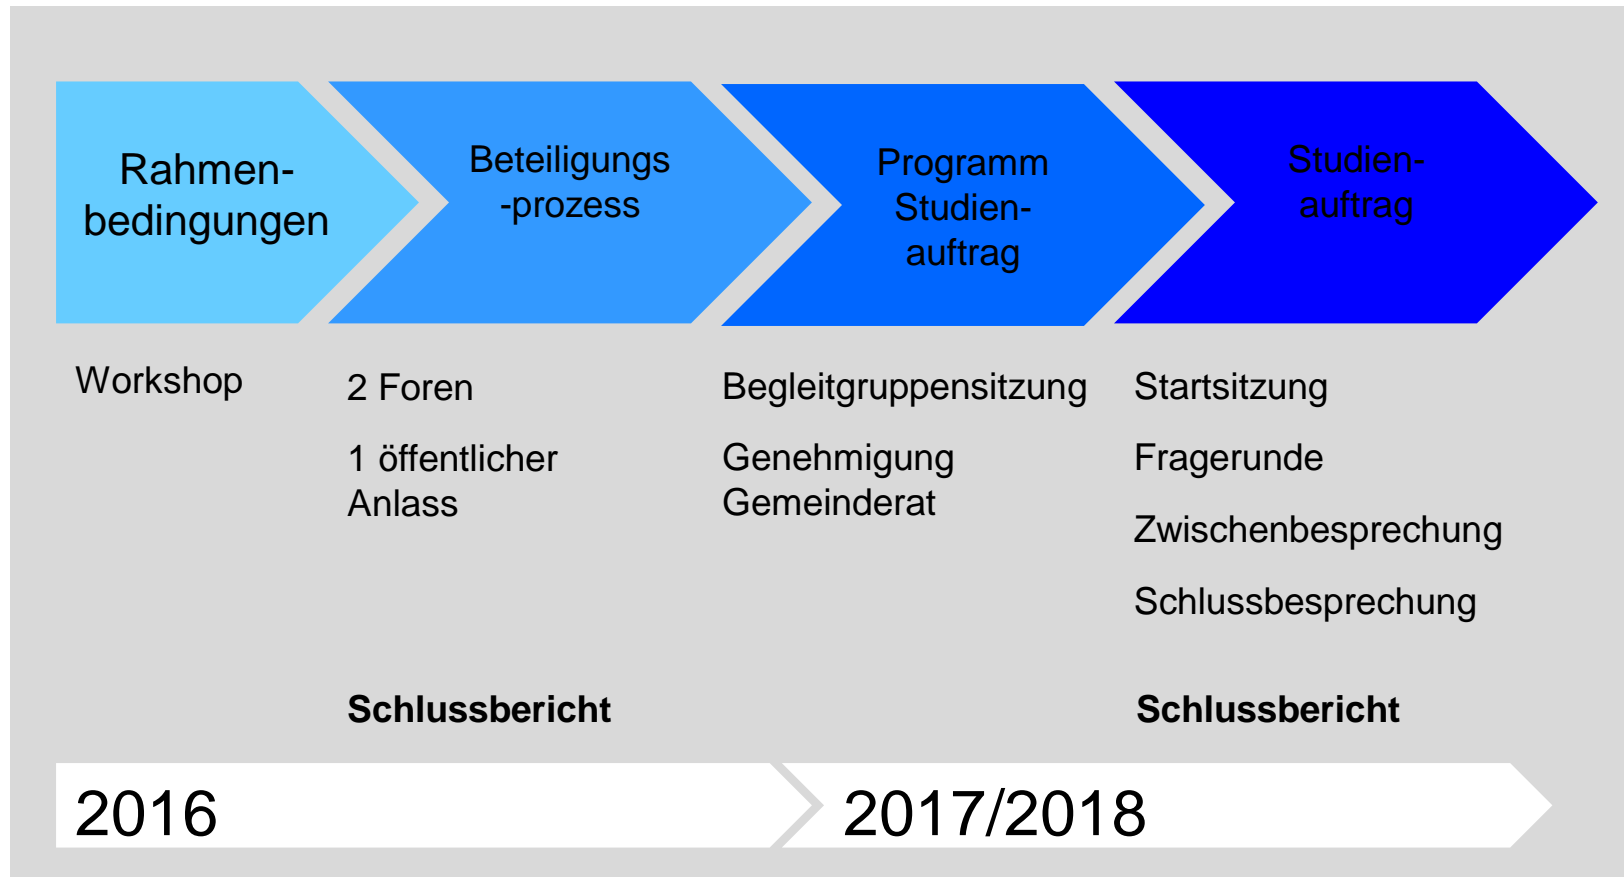 Rahmen-
bedingungen
Beteiligungs
-prozess
Programm
Studien-
auftrag
Studien-
auftrag
Workshop
2 Foren
1 öffentlicher
Anlass
Schlussbericht
Begleitgruppensitzung
Genehmigung
Gemeinderat
Startsitzung
Fragerunde
Zwischenbesprechung
Schlussbesprechung
Schlussbericht
2016
2017/2018